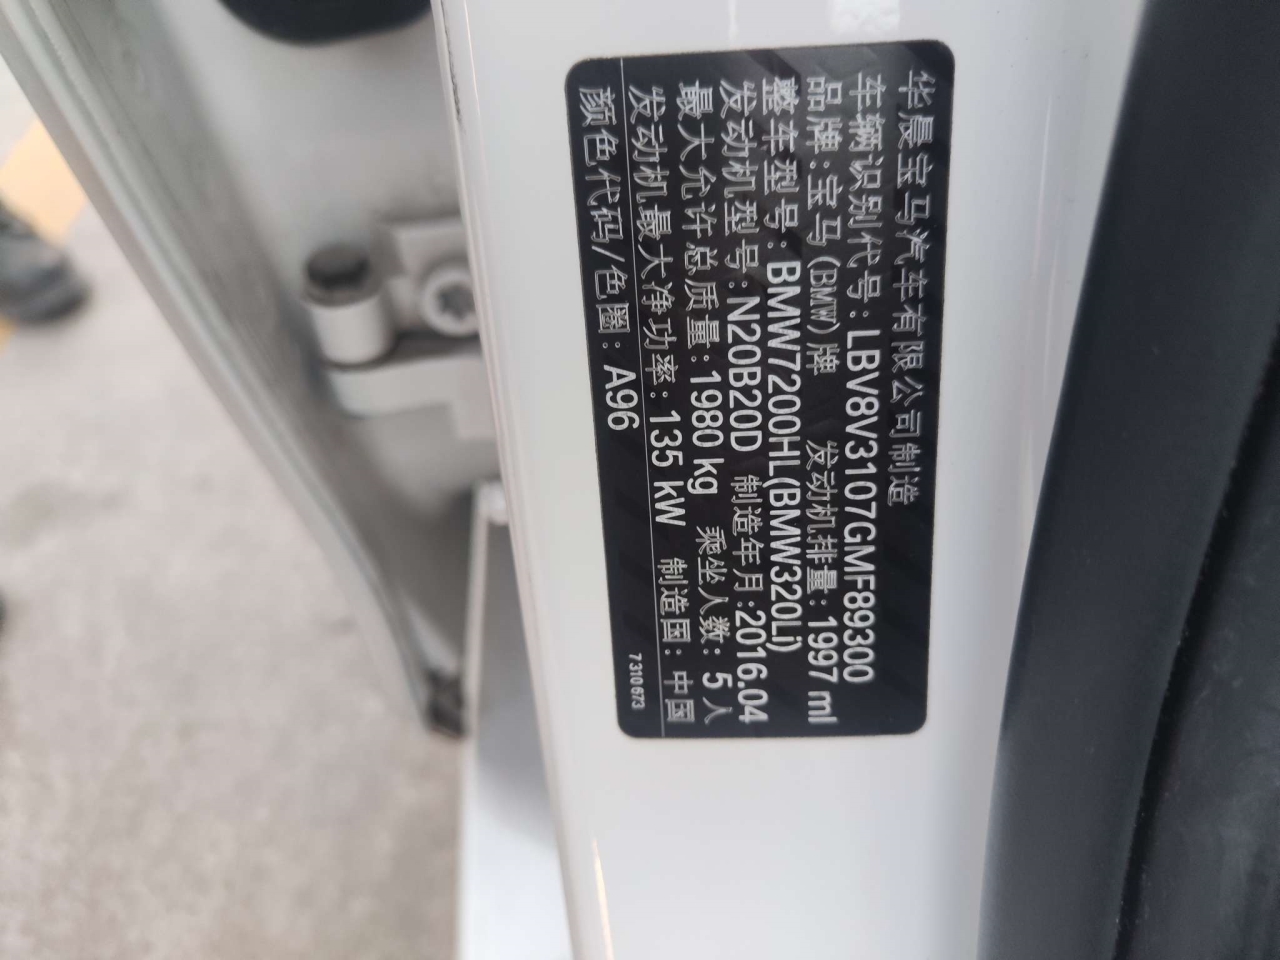 华晨宝马汽车有限公司制造
车辆识别代号：LBV8V3107GMF89300
品牌：宝马(BMW)牌 发动机排量：1997 ml
整车型号：BMW7200HL(BMW320Li)
发动机型号：N20B20D 制造年月：2016.04
最大允许总质量：1980 kg 乘坐人数：5人
发动机最大净功率：135 kW 制造国：中国
颜色代码/色圈：A96
7310673